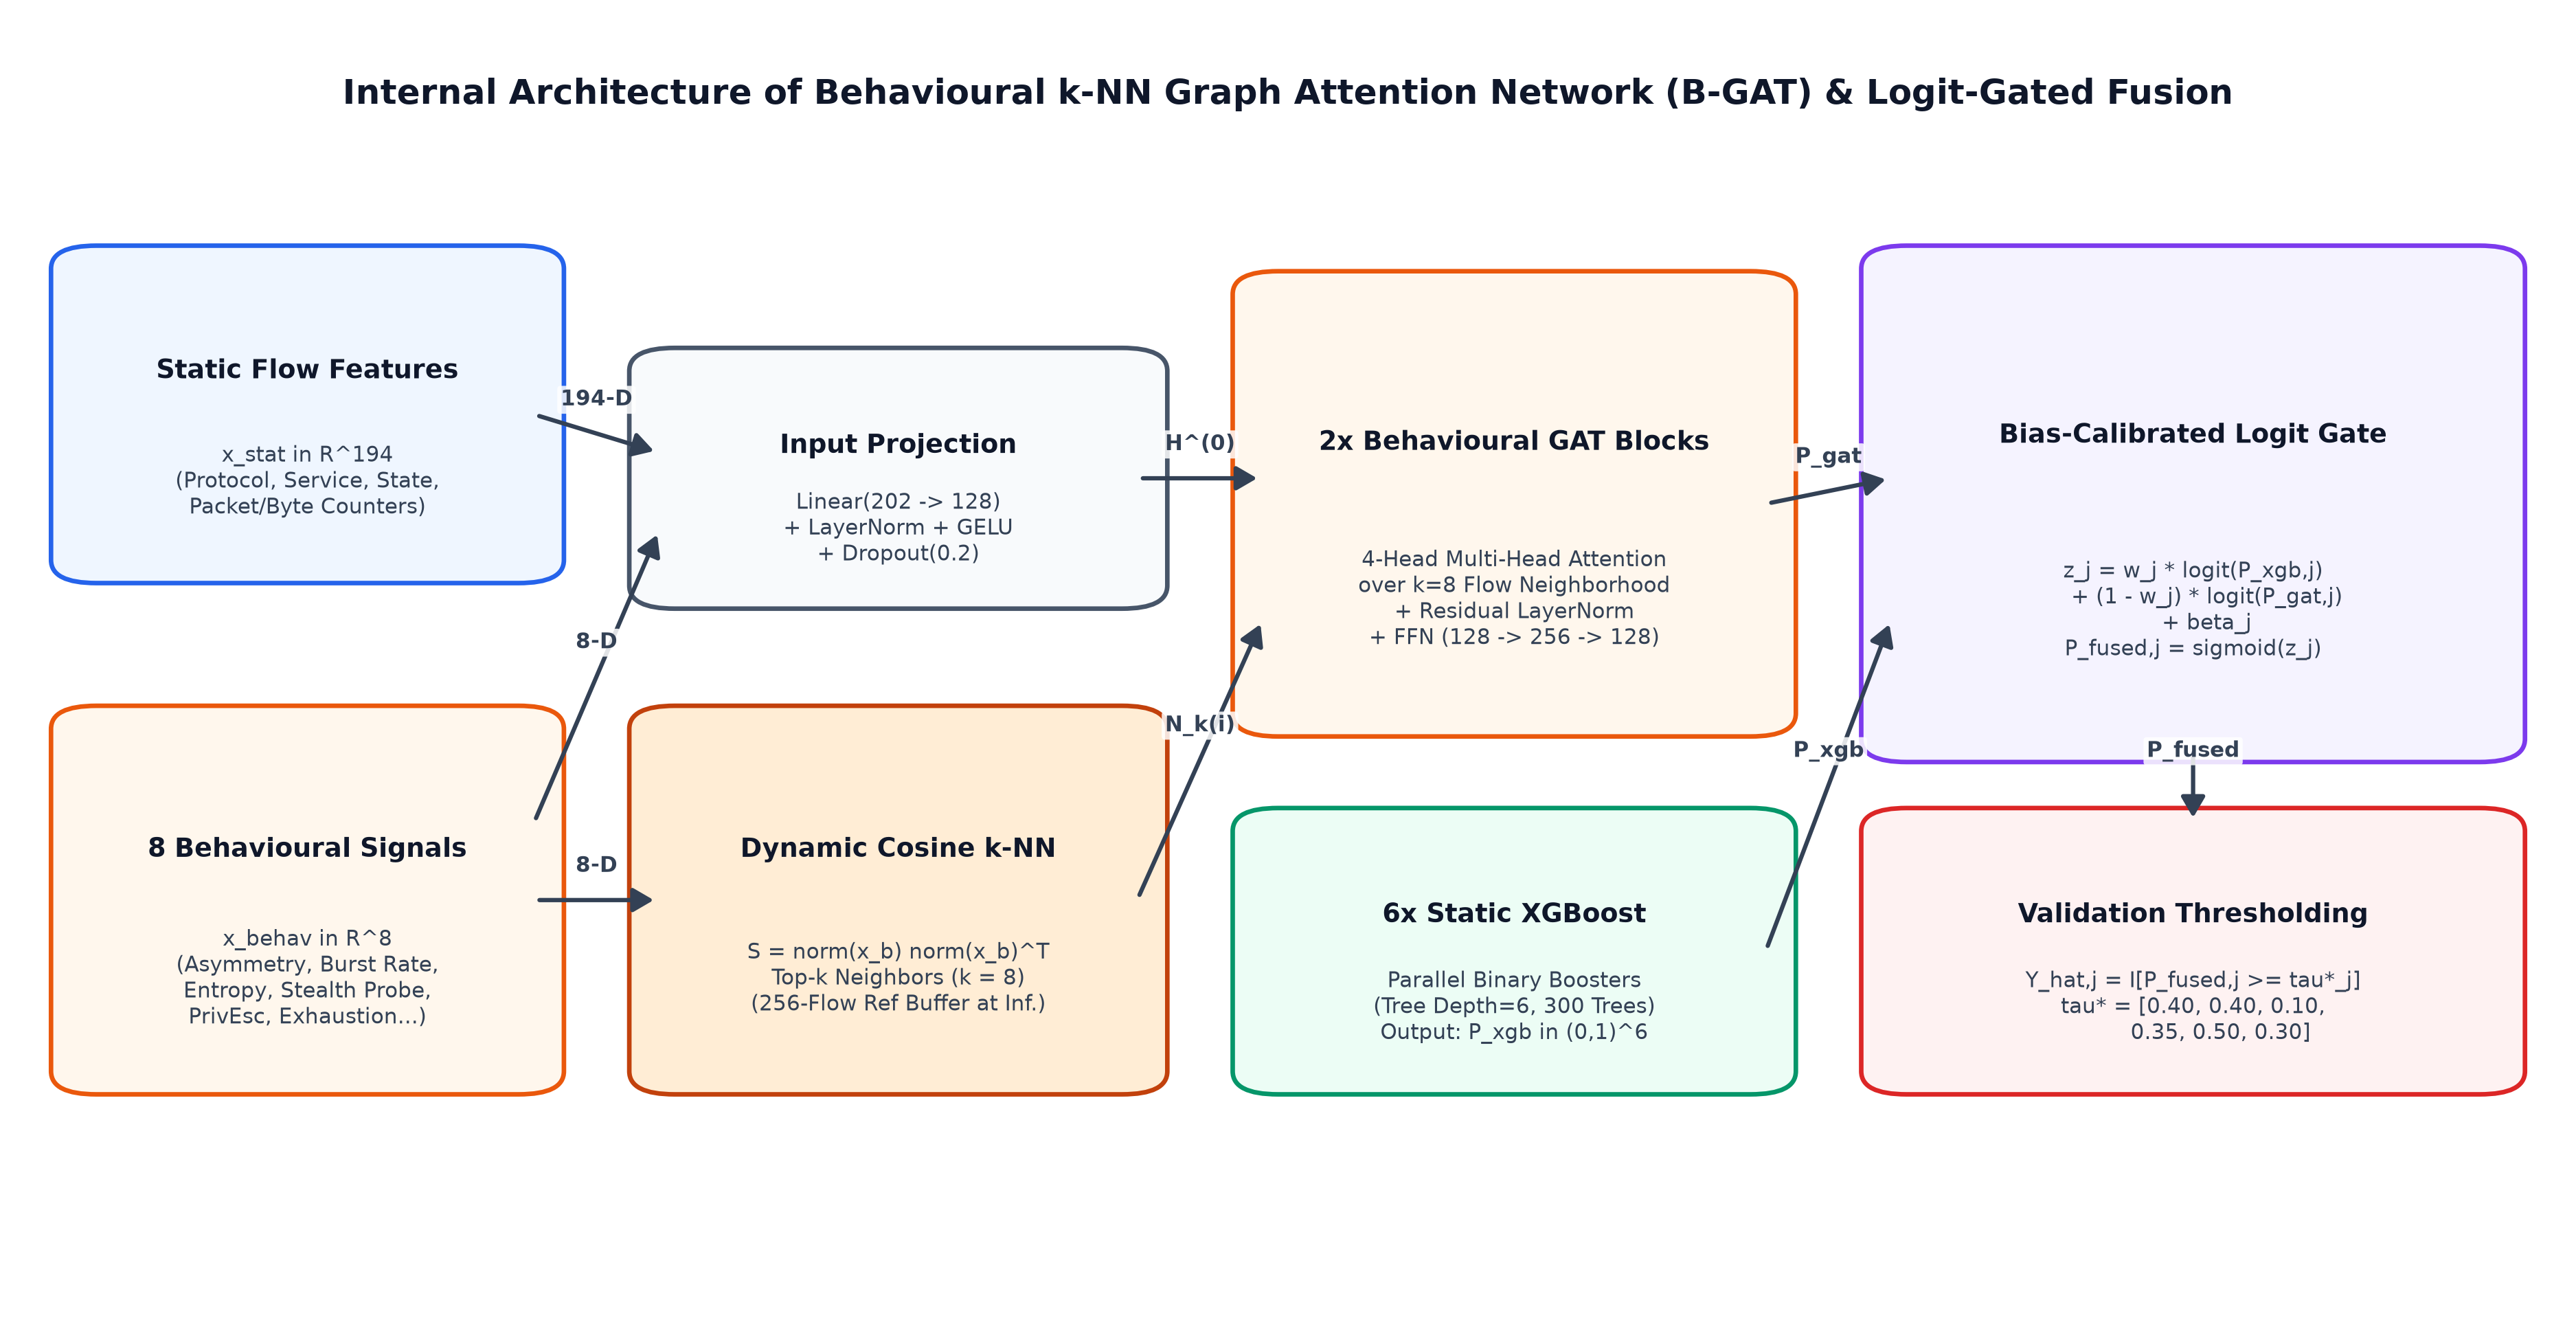 Internal Architecture of Behavioural k-NN Graph Attention Network (B-GAT) & Logit-Gated Fusion
Static Flow Features
x_stat in R^194
(Protocol, Service, State,
Packet/Byte Counters)
194-D
8 Behavioural Signals
x_behav in R^8
(Asymmetry, Burst Rate,
Entropy, Stealth Probe,
PrivEsc, Exhaustion...)
8-D
8-D
Input Projection
Linear(202 -> 128)
+ LayerNorm + GELU
+ Dropout(0.2)
H^(0)
Dynamic Cosine k-NN
S = norm(x_b) norm(x_b)^T
Top-k Neighbors (k = 8)
(256-Flow Ref Buffer at Inf.)
N_k(i)
2x Behavioural GAT Blocks
4-Head Multi-Head Attention
over k=8 Flow Neighborhood
+ Residual LayerNorm
+ FFN (128 -> 256 -> 128)
P_gat
6x Static XGBoost
Parallel Binary Boosters
(Tree Depth=6, 300 Trees)
Output: P_xgb in (0,1)^6
P_xgb
Bias-Calibrated Logit Gate
z_j = w_j * logit(P_xgb,j)
+ (1 - w_j) * logit(P_gat,j)
+ beta_j
P_fused,j = sigmoid(z_j)
P_fused
Validation Thresholding
Y_hat,j = I[P_fused,j >= tau*_j]
tau* = [0.40, 0.40, 0.10,
0.35, 0.50, 0.30]